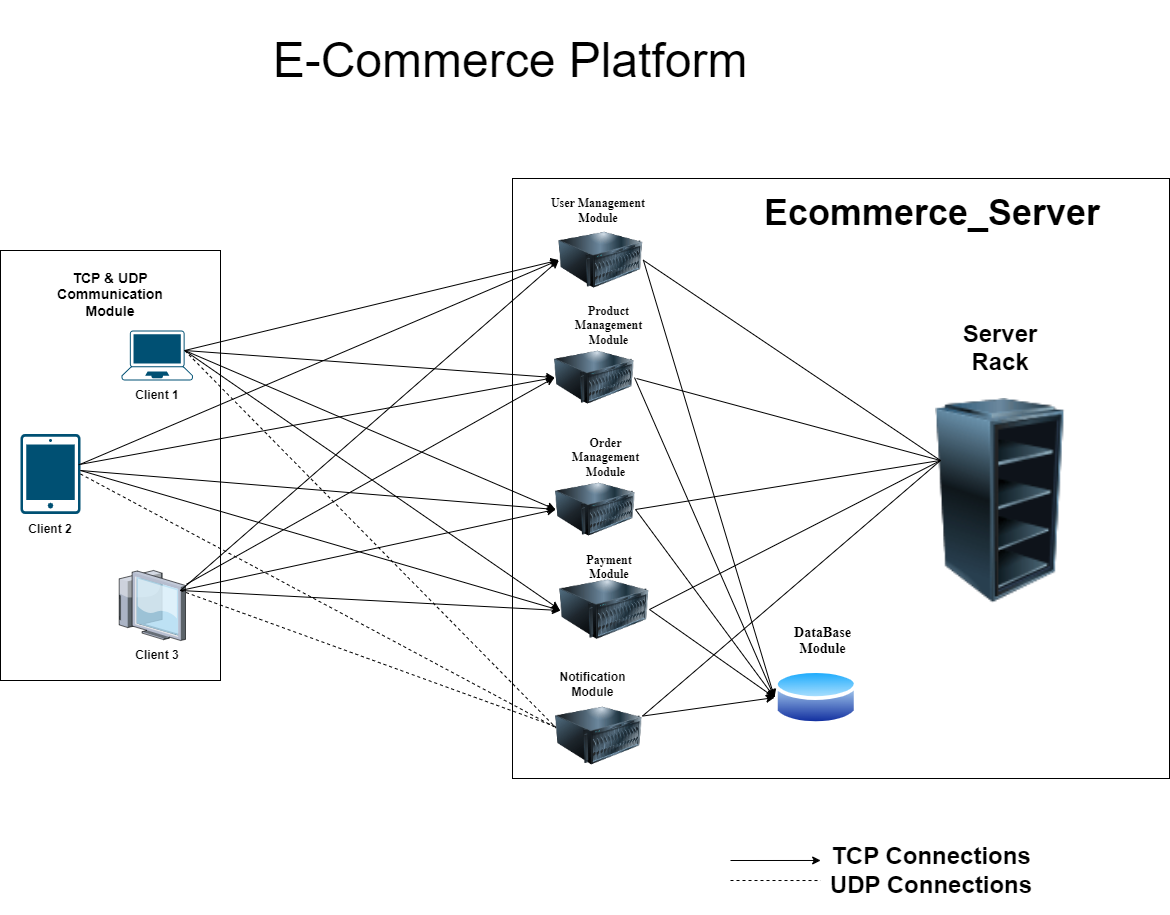 E-Commerce Platform
Ecommerce_Server
User Management
Module
TCP & UDP
Communication
Module
Client 1
Client 2
Client 3
Product
Management
Module
Order
Management
Module
Payment
Module
Notification
Module
DataBase
Module
Server
Rack
TCP Connections
UDP Connections